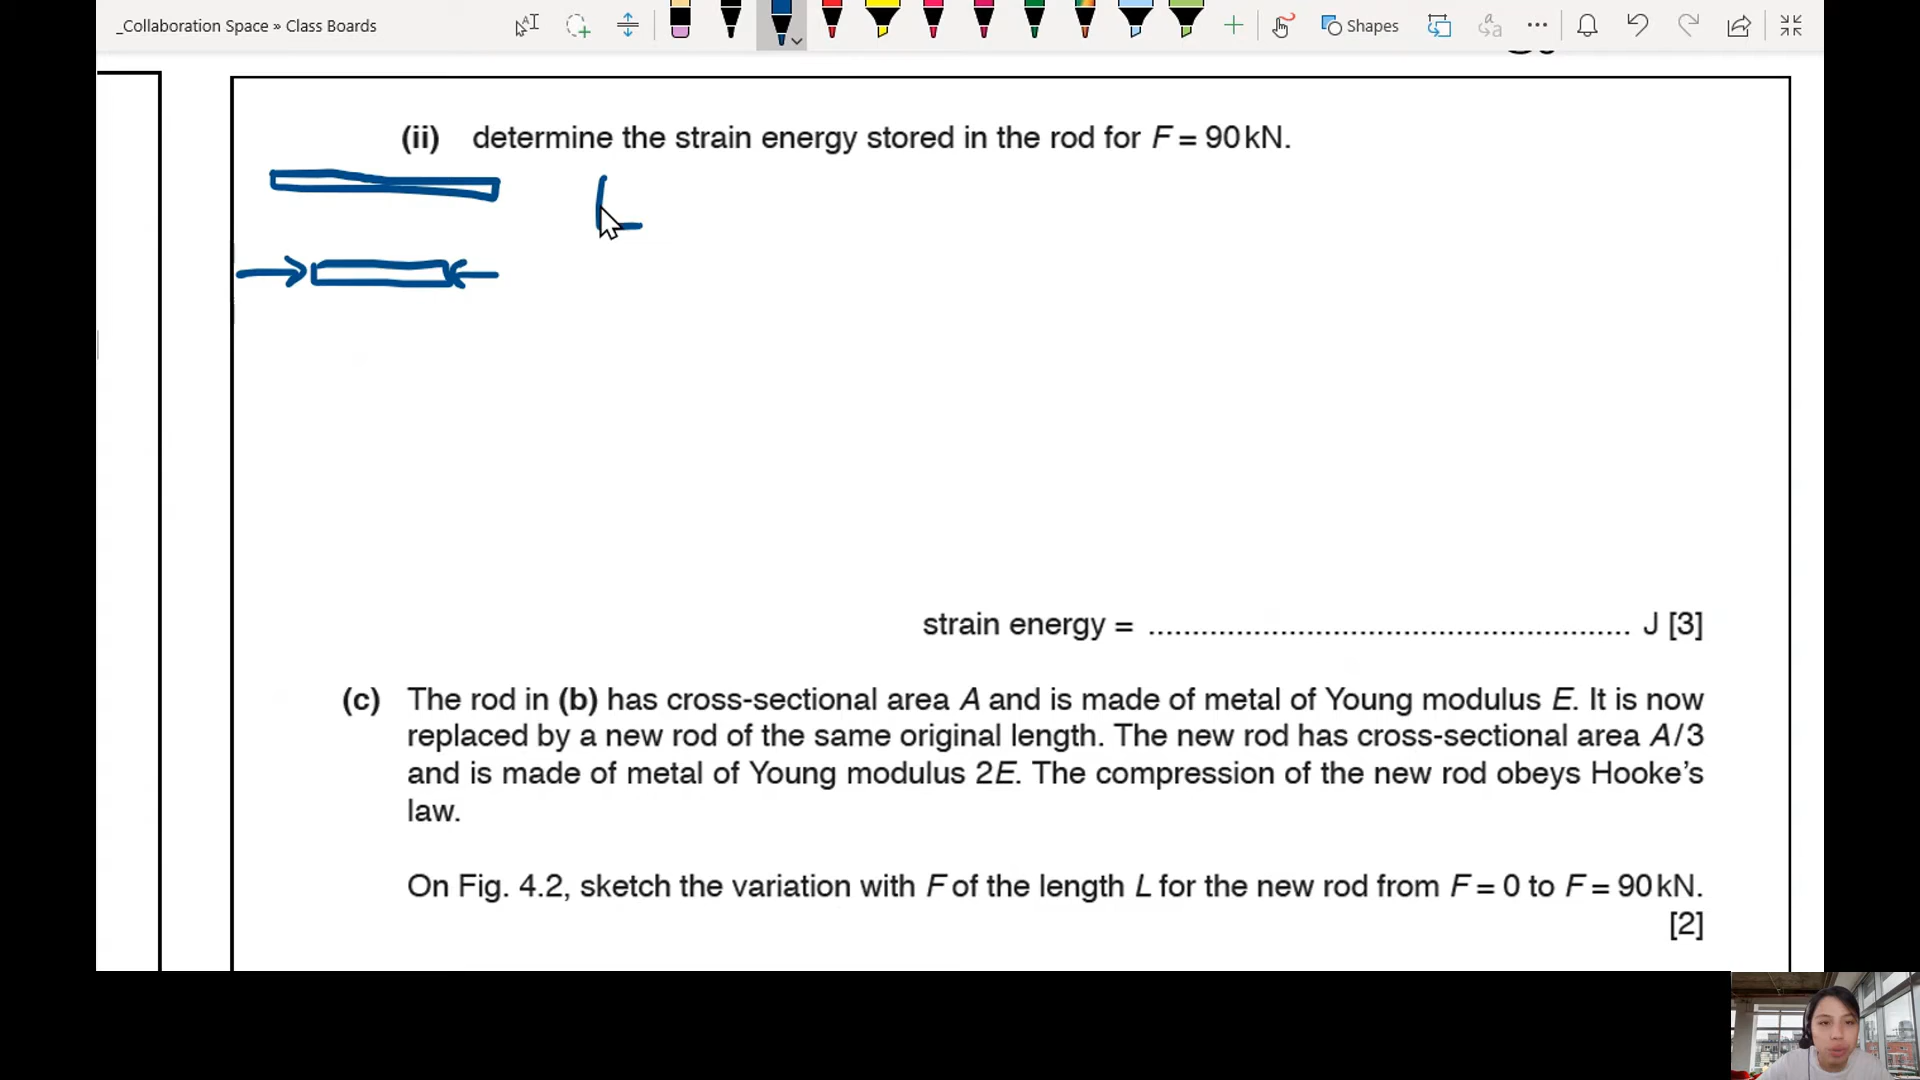 _Collaboration Space » Class Boards
Shapes
(ii) determine the strain energy stored in the rod for F = 90 kN.
L
strain energy = ...................................................... J [3]
(c) The rod in (b) has cross-sectional area A and is made of metal of Young modulus E. It is now
replaced by a new rod of the same original length. The new rod has cross-sectional area A/3
and is made of metal of Young modulus 2E. The compression of the new rod obeys Hooke's
law.
On Fig. 4.2, sketch the variation with F of the length L for the new rod from F = 0 to F = 90 kN.
[2]